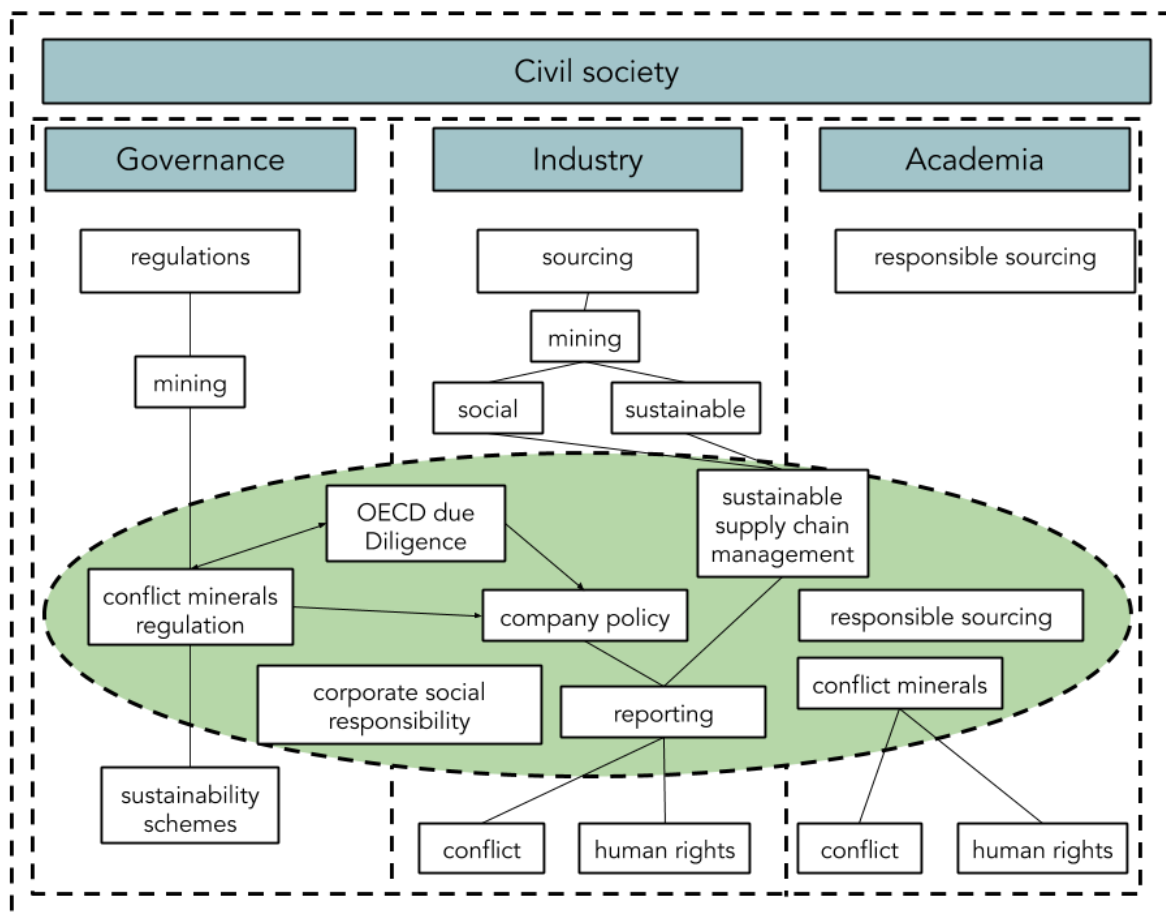 Civil society
Governance
Industry
Academia
regulations
sourcing
responsible sourcing
mining
mining
social
sustainable
OECD due
Diligence
sustainable
supply chain
management
conflict minerals
regulation
company policy
responsible sourcing
corporate social
responsibility
reporting
conflict minerals
sustainability
schemes
conflict
human rights
conflict
human rights